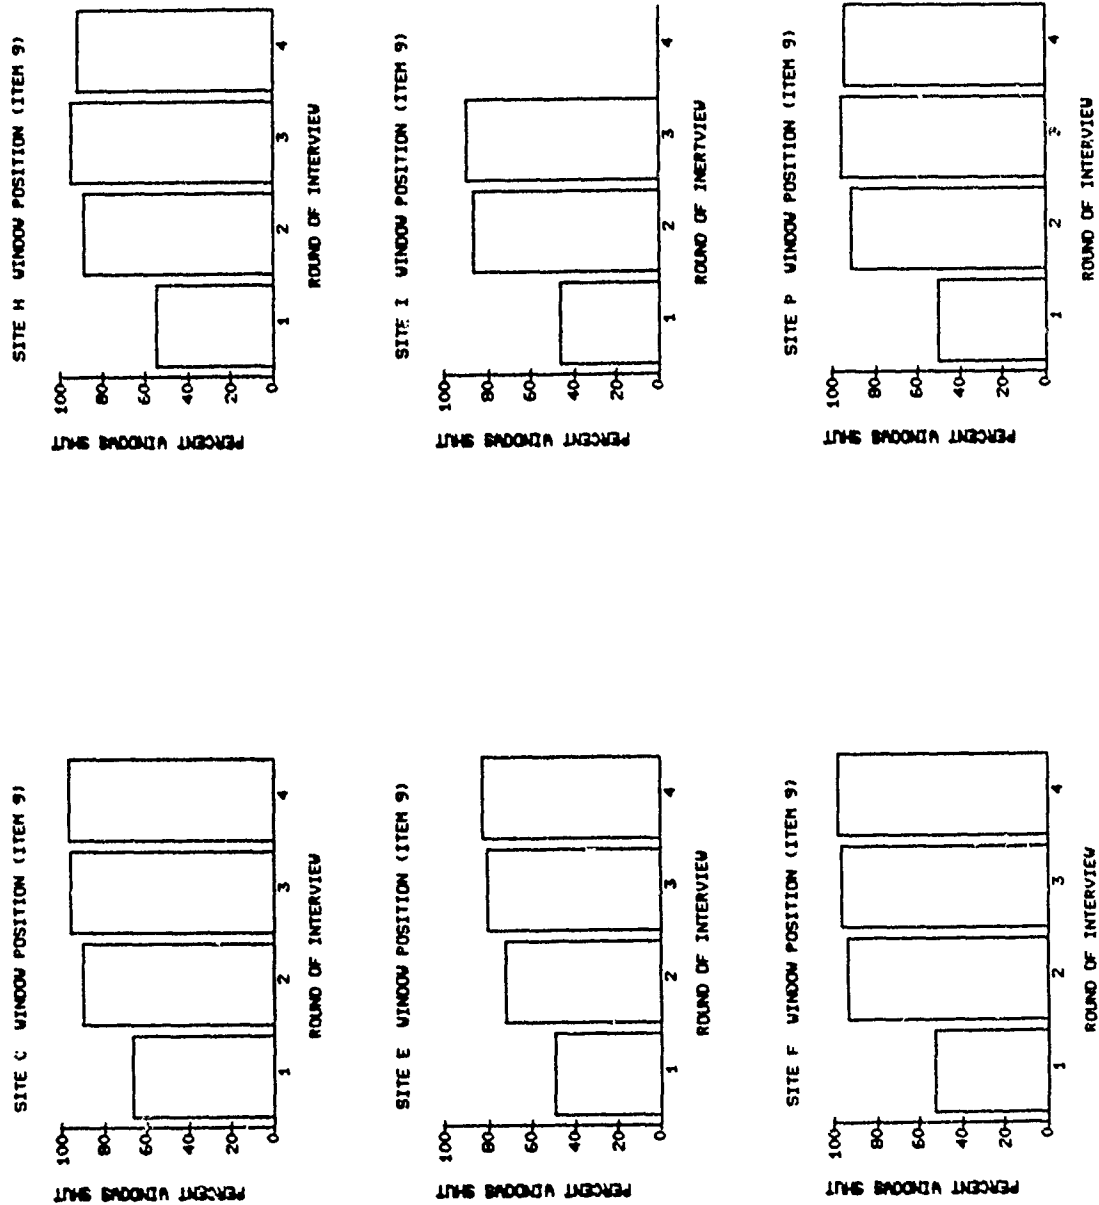 SITE C WINDOW POSITION (ITEM 9)
PERCENT WINDOWS SHUT
100
80
60
40
20
0
1 2 3 4
ROUND OF INTERVIEW
SITE H WINDOW POSITION (ITEM 9)
PERCENT WINDOWS SHUT
100
80
60
40
20
0
1 2 3 4
ROUND OF INTERVIEW
SITE E WINDOW POSITION (ITEM 9)
PERCENT WINDOWS SHUT
100
80
60
40
20
0
1 2 3 4
ROUND OF INTERVIEW
SITE I WINDOW POSITION (ITEM 9)
PERCENT WINDOWS SHUT
100
80
60
40
20
0
1 2 3 4
ROUND OF INERTVIEW
SITE F WINDOW POSITION (ITEM 9)
PERCENT WINDOWS SHUT
100
80
60
40
20
0
1 2 3 4
ROUND OF INTERVIEW
SITE P WINDOW POSITION (ITEM 9)
PERCENT WINDOWS SHUT
100
80
60
40
20
0
1 2 3 4
ROUND OF INTERVIEW